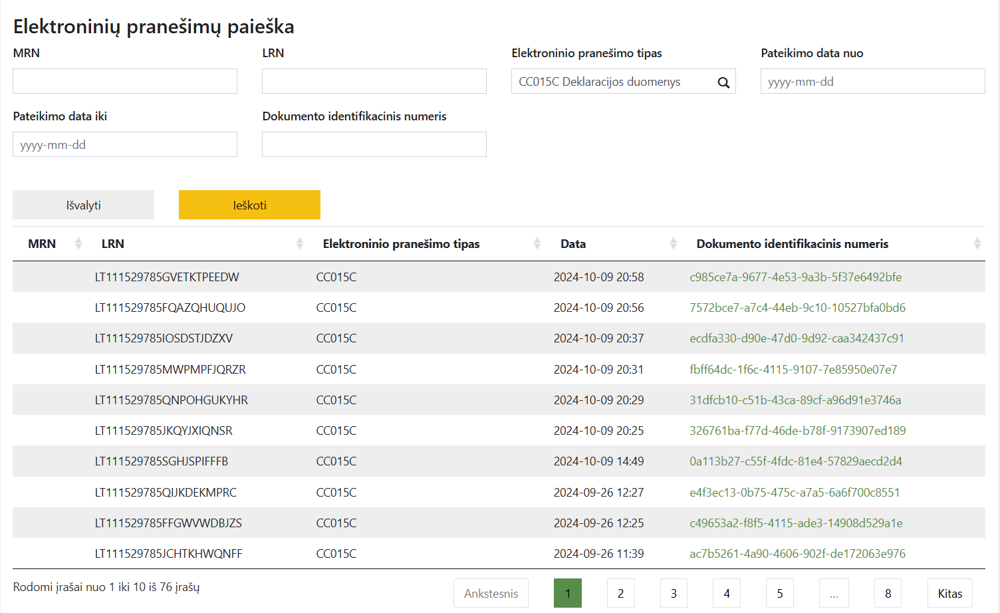 Elektroninių pranešimų paieška
MRN LRN Elektroninio pranešimo tipas Pateikimo data nuo
CC015C Deklaracijos duomenys yyyy-mm-dd
Pateikimo data iki Dokumento identifikacinis numeris
yyyy-mm-dd
Išvalyti Ieškoti
MRN LRN Elektroninio pranešimo tipas Data Dokumento identifikacinis numeris
LT111529785GVETKTPEEDW CC015C 2024-10-09 20:58 c985ce7a-9677-4e53-9a3b-5f37e6492bfe
LT111529785FQAZQHUQUJO CC015C 2024-10-09 20:56 7572bce7-a7c4-44eb-9c10-10527bfa0bd6
LT111529785IOSDSTJDZXV CC015C 2024-10-09 20:37 ecdfa330-d90e-47d0-9d92-caa342437c91
LT111529785MWPMPFJQRZR CC015C 2024-10-09 20:31 fbff64dc-1f6c-4115-9107-7e85950e07e7
LT111529785QNPOHGUKYHR CC015C 2024-10-09 20:29 31dfcb10-c51b-43ca-89cf-a96d91e3746a
LT111529785JKQYJXIQNSR CC015C 2024-10-09 20:25 326761ba-f77d-46de-b78f-9173907ed189
LT111529785SGHJSPIFFFB CC015C 2024-10-09 14:49 0a113b27-c55f-4fdc-81e4-57829aecd2d4
LT111529785QIJKDEKMPRC CC015C 2024-09-26 12:27 e4f3ec13-0b75-475c-a7a5-6a6f700c8551
LT111529785FFGWVWDBJZS CC015C 2024-09-26 12:25 c49653a2-f8f5-4115-ade3-14908d529a1e
LT111529785JCHTKHWQNFF CC015C 2024-09-26 11:39 ac7b5261-4a90-4606-902f-de172063e976
Rodomi įrašai nuo 1 iki 10 iš 76 įrašų Ankstesnis 1 2 3 4 5 ... 8 Kitas